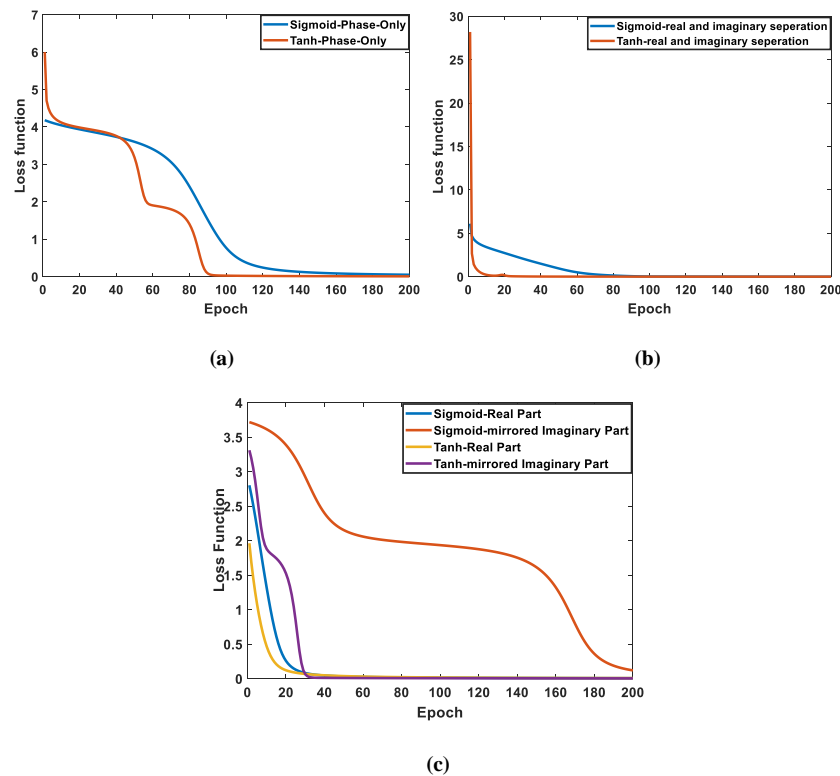 7
6
5
4
3
2
1
0
Loss function
Sigmoid-Phase-Only
Tanh-Phase-Only
0 20 40 60 80 100 120 140 160 180 200
Epoch
(a)
30
25
20
15
10
5
0
Loss function
Sigmoid-real and imaginary seperation
Tanh-real and imaginary seperation
0 20 40 60 80 100 120 140 160 180 200
Epoch
(b)
4
3.5
3
2.5
2
1.5
1
0.5
0
Loss Function
Sigmoid-Real Part
Sigmoid-mirrored Imaginary Part
Tanh-Real Part
Tanh-mirrored Imaginary Part
0 20 40 60 80 100 120 140 160 180 200
Epoch
(c)